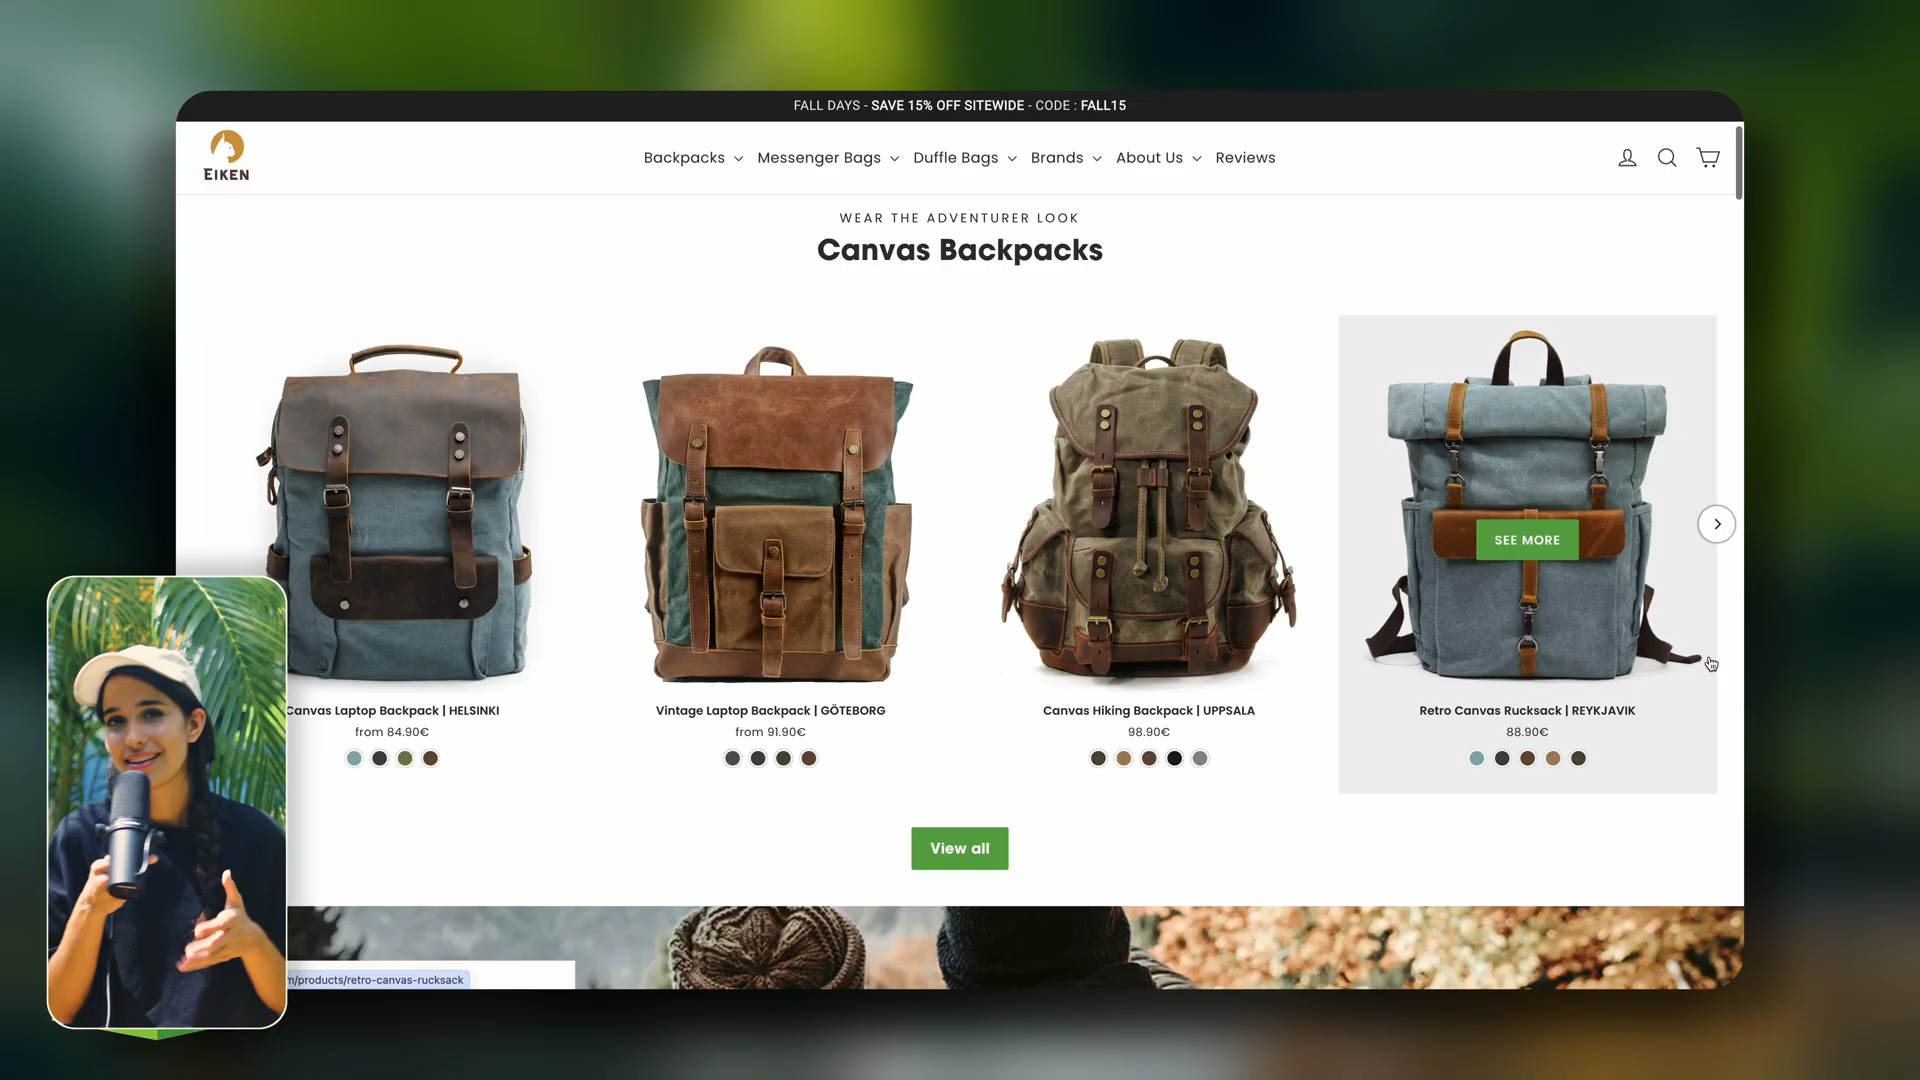 FALL DAYS - SAVE 15% OFF SITEWIDE - CODE : FALL15
EIKEN
Backpacks Messenger Bags Duffle Bags Brands About Us Reviews
WEAR THE ADVENTURER LOOK
Canvas Backpacks
SEE MORE
Canvas Laptop Backpack | HELSINKI
from 84.90€
Vintage Laptop Backpack | GÖTEBORG
from 91.90€
Canvas Hiking Backpack | UPPSALA
98.90€
Retro Canvas Rucksack | REYKJAVIK
88.90€
View all
m/products/retro-canvas-rucksack